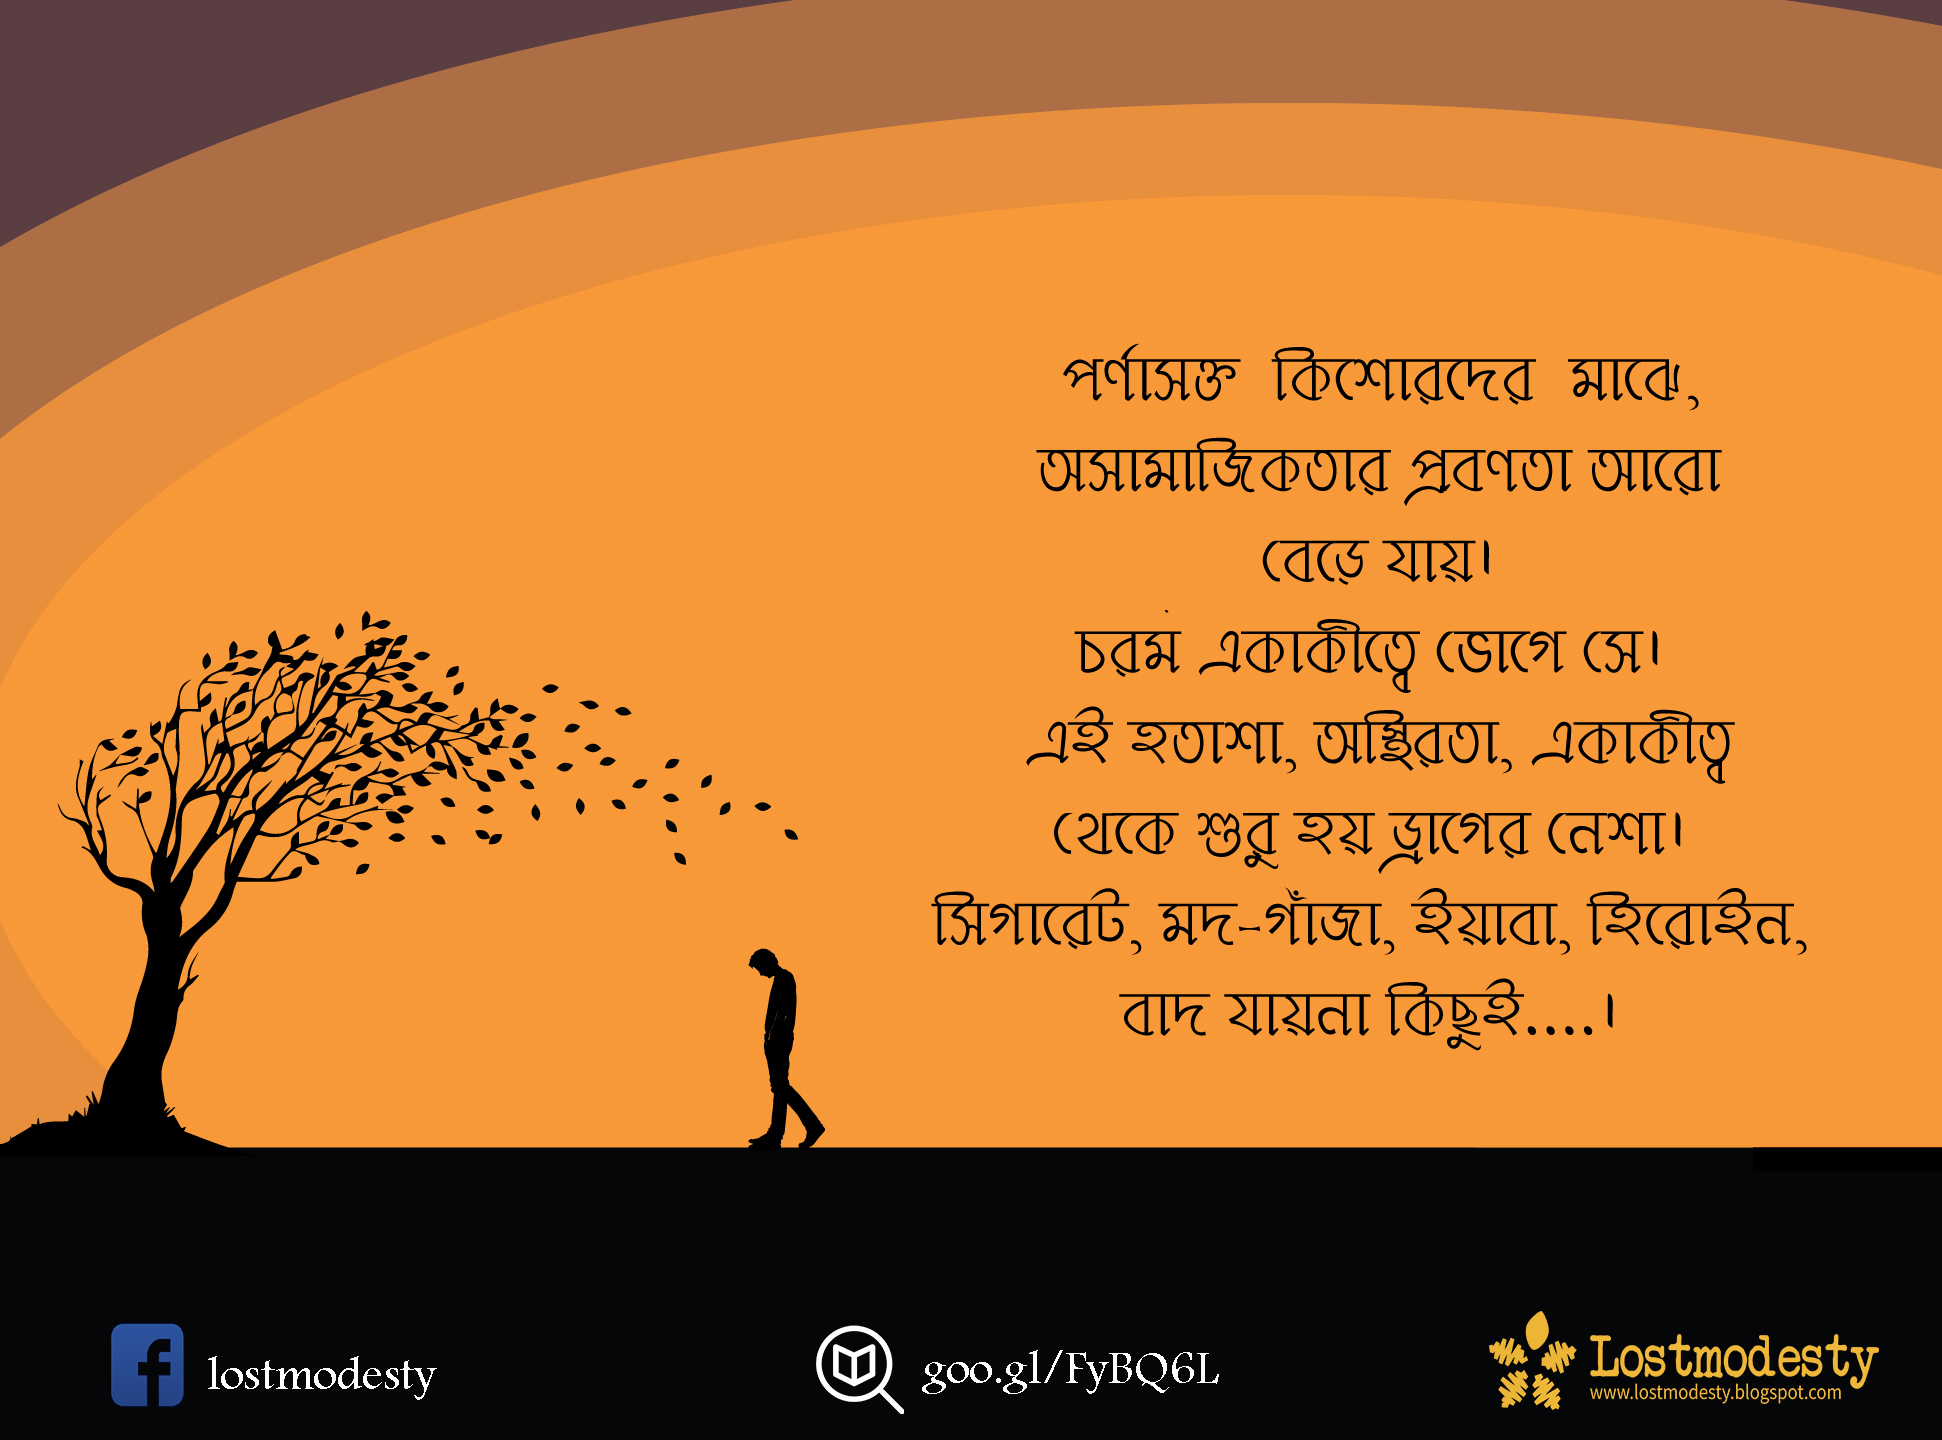 পর্ণাসক্ত কিশোরদের মাঝে,
অসামাজিকতার প্রবণতা আরো
বেড়ে যায়।
চরম একাকীত্বে ভোগে সে।
এই হতাশা, অস্থিরতা, একাকীত্ব
থেকে শুরু হয় ড্রাগের নেশা।
সিগারেট, মদ-গাঁজা, ইয়াবা, হিরোইন,
বাদ যায়না কিছুই....।
lostmodesty
goo.gl/FyBQ6L
Lostmodesty
www.lostmodesty.blogspot.com